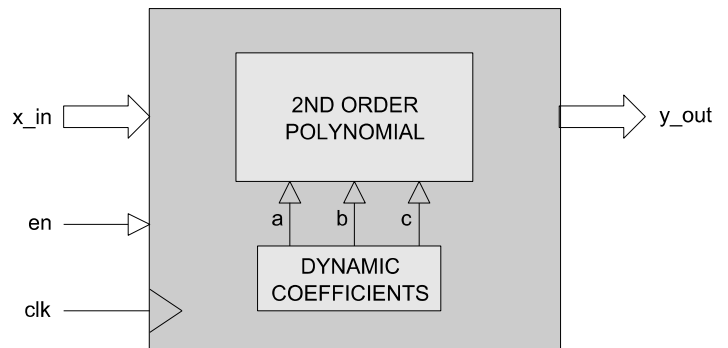 2ND ORDER
POLYNOMIAL
x_in
y_out
a b c
en
DYNAMIC
COEFFICIENTS
clk